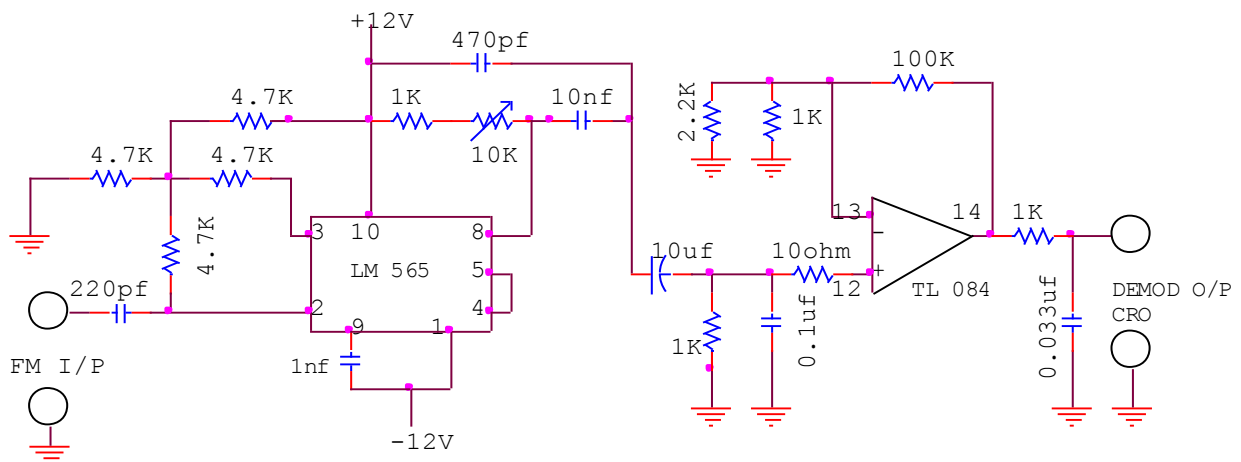 +12V
470pf
100K
4.7K
1K
10nf
2.2K
1K
10K
4.7K
4.7K
3
10
8
13
14
1K
4.7K
LM 565
5
10uf
10ohm
−
+
12
TL 084
220pf
2
4
DEMOD O/P
CRO
9
1
1K
0.1uf
0.033uf
FM I/P
1nf
-12V